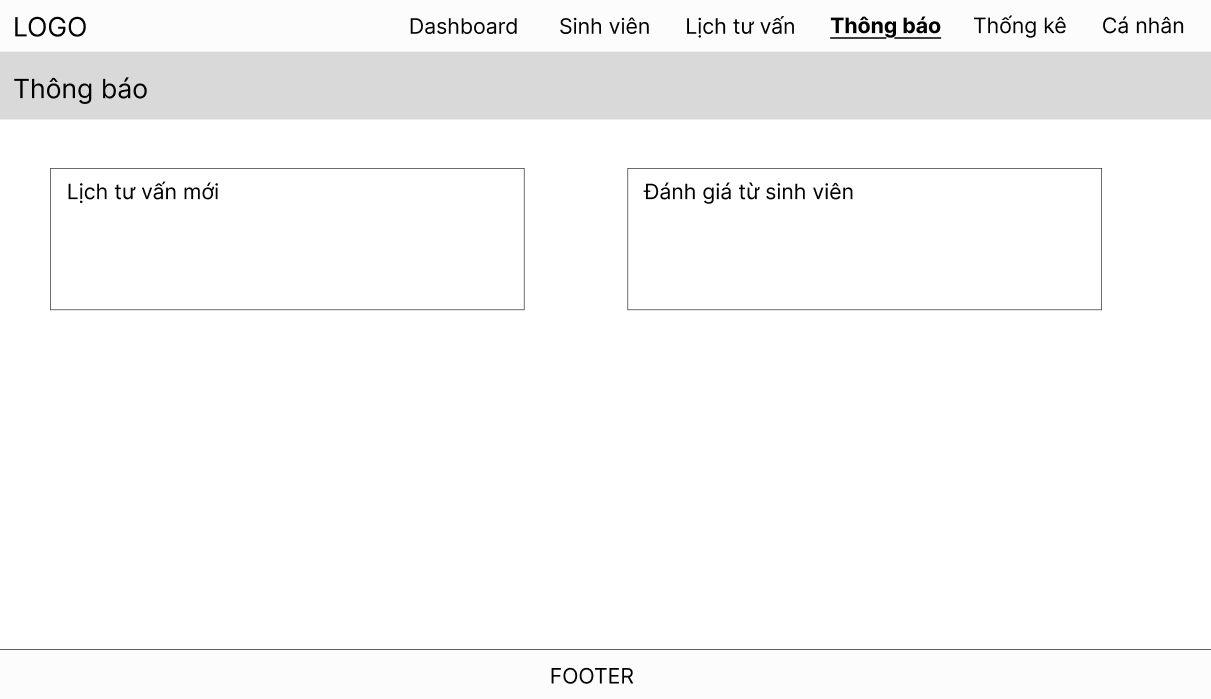 LOGO
Dashboard Sinh viên Lịch tư vấn Thông báo Thống kê Cá nhân
Thông báo
Lịch tư vấn mới
Đánh giá từ sinh viên
FOOTER